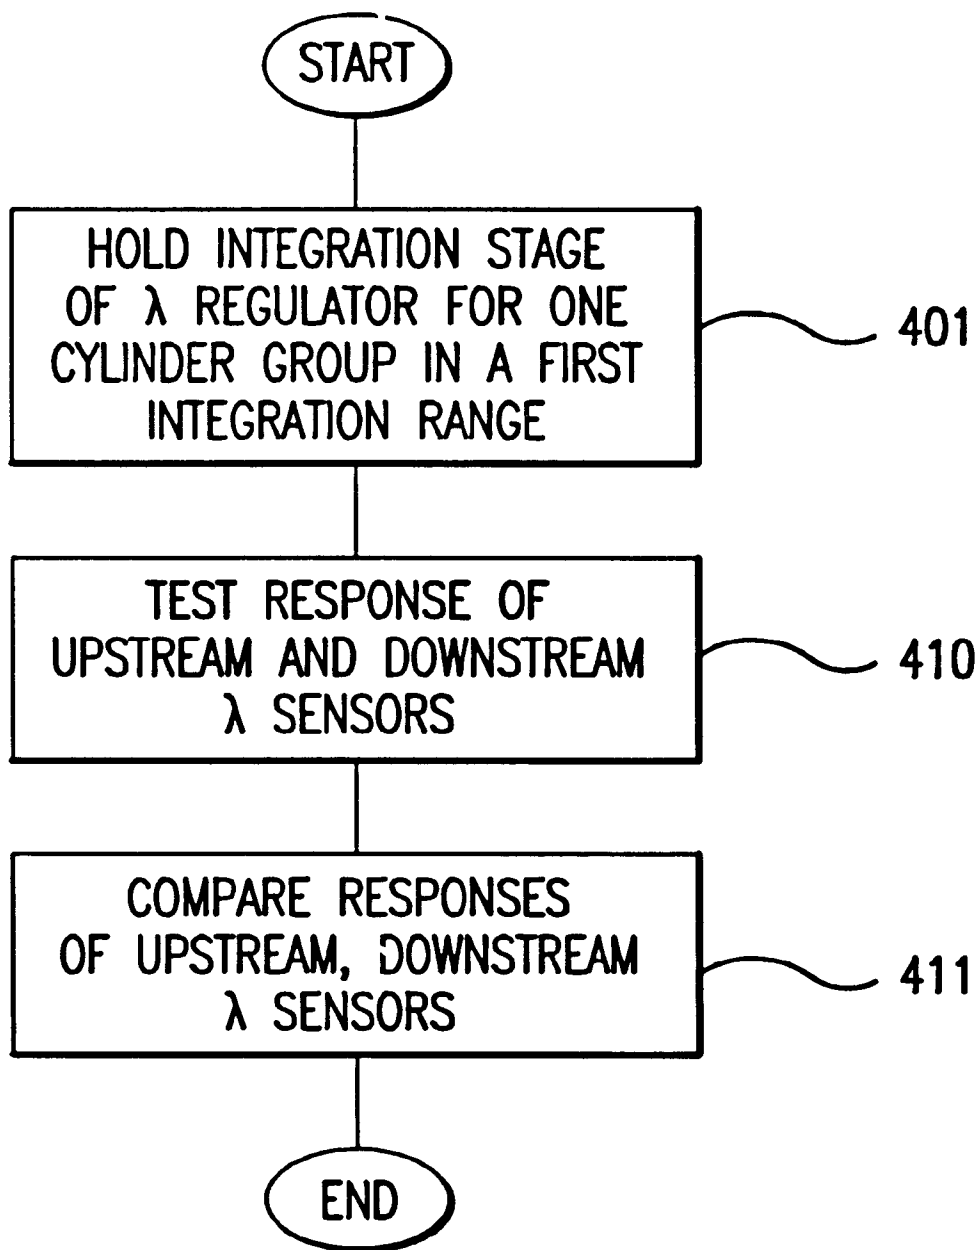 START
HOLD INTEGRATION STAGE
OF λ REGULATOR FOR ONE
CYLINDER GROUP IN A FIRST
INTEGRATION RANGE
401
TEST RESPONSE OF
UPSTREAM AND DOWNSTREAM
λ SENSORS
410
COMPARE RESPONSES
OF UPSTREAM, DOWNSTREAM
λ SENSORS
411
END